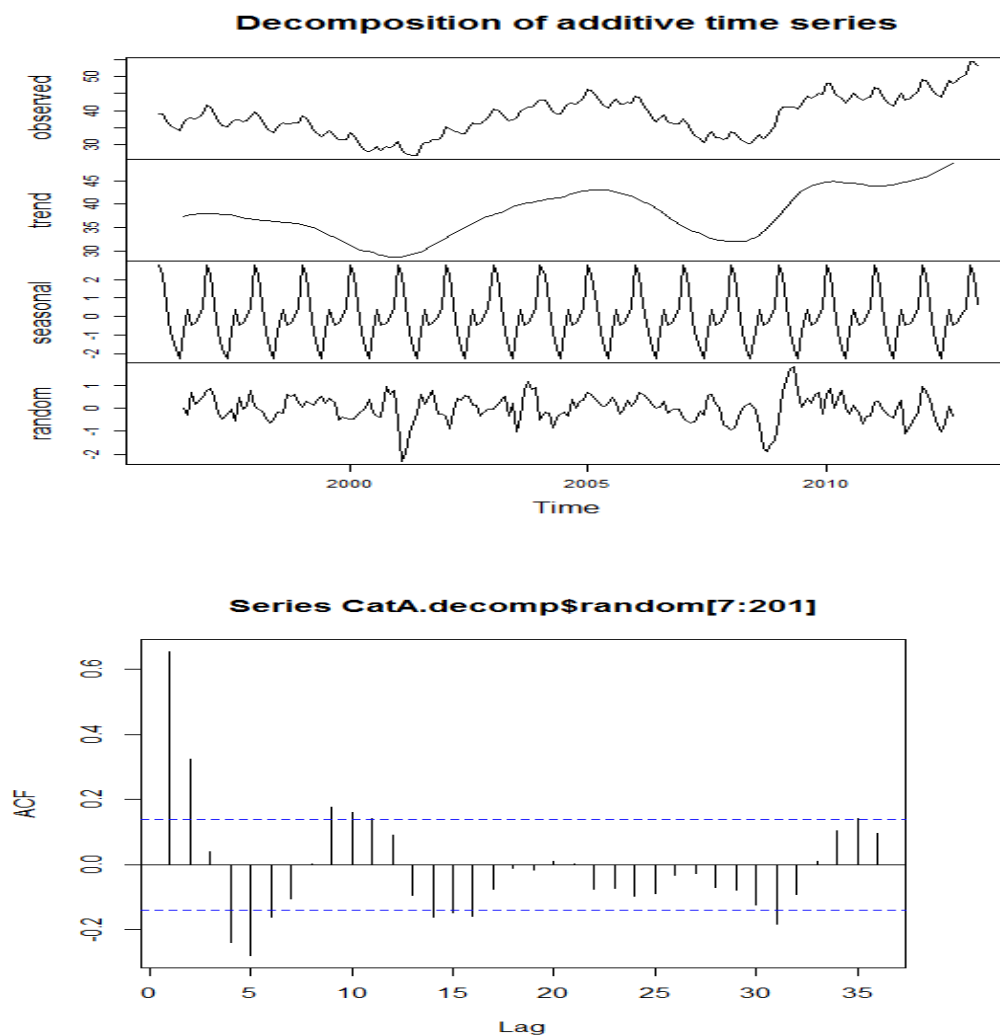 Decomposition of additive time series
observed
30 40 50
trend
30 35 40 45
seasonal
-2 -1 0 1 2
random
-2 -1 0 1
2000 2005 2010
Time
Series CatA.decomp$random[7:201]
ACF
-0.2 0.0 0.2 0.4 0.6
0 5 10 15 20 25 30 35
Lag